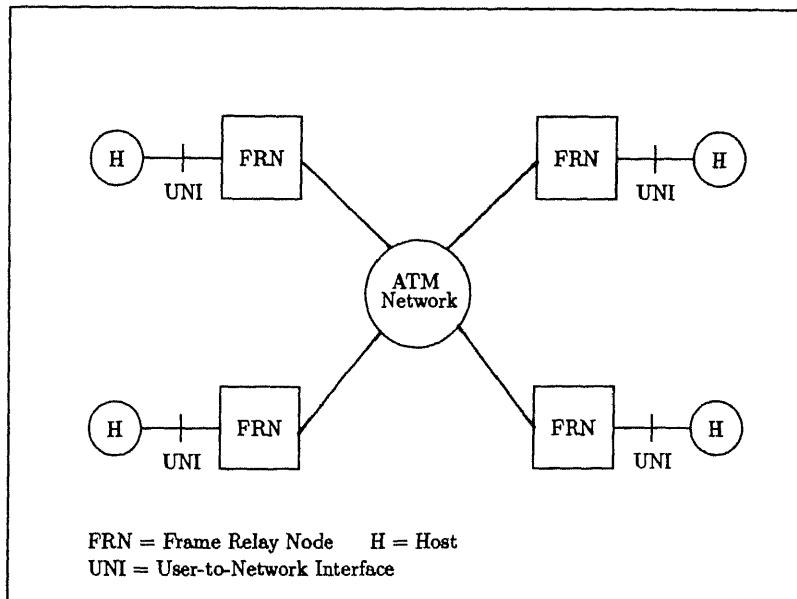 H
FRN
UNI
FRN
H
UNI
ATM
Network
H
FRN
UNI
FRN
H
UNI
FRN = Frame Relay Node H = Host
UNI = User-to-Network Interface